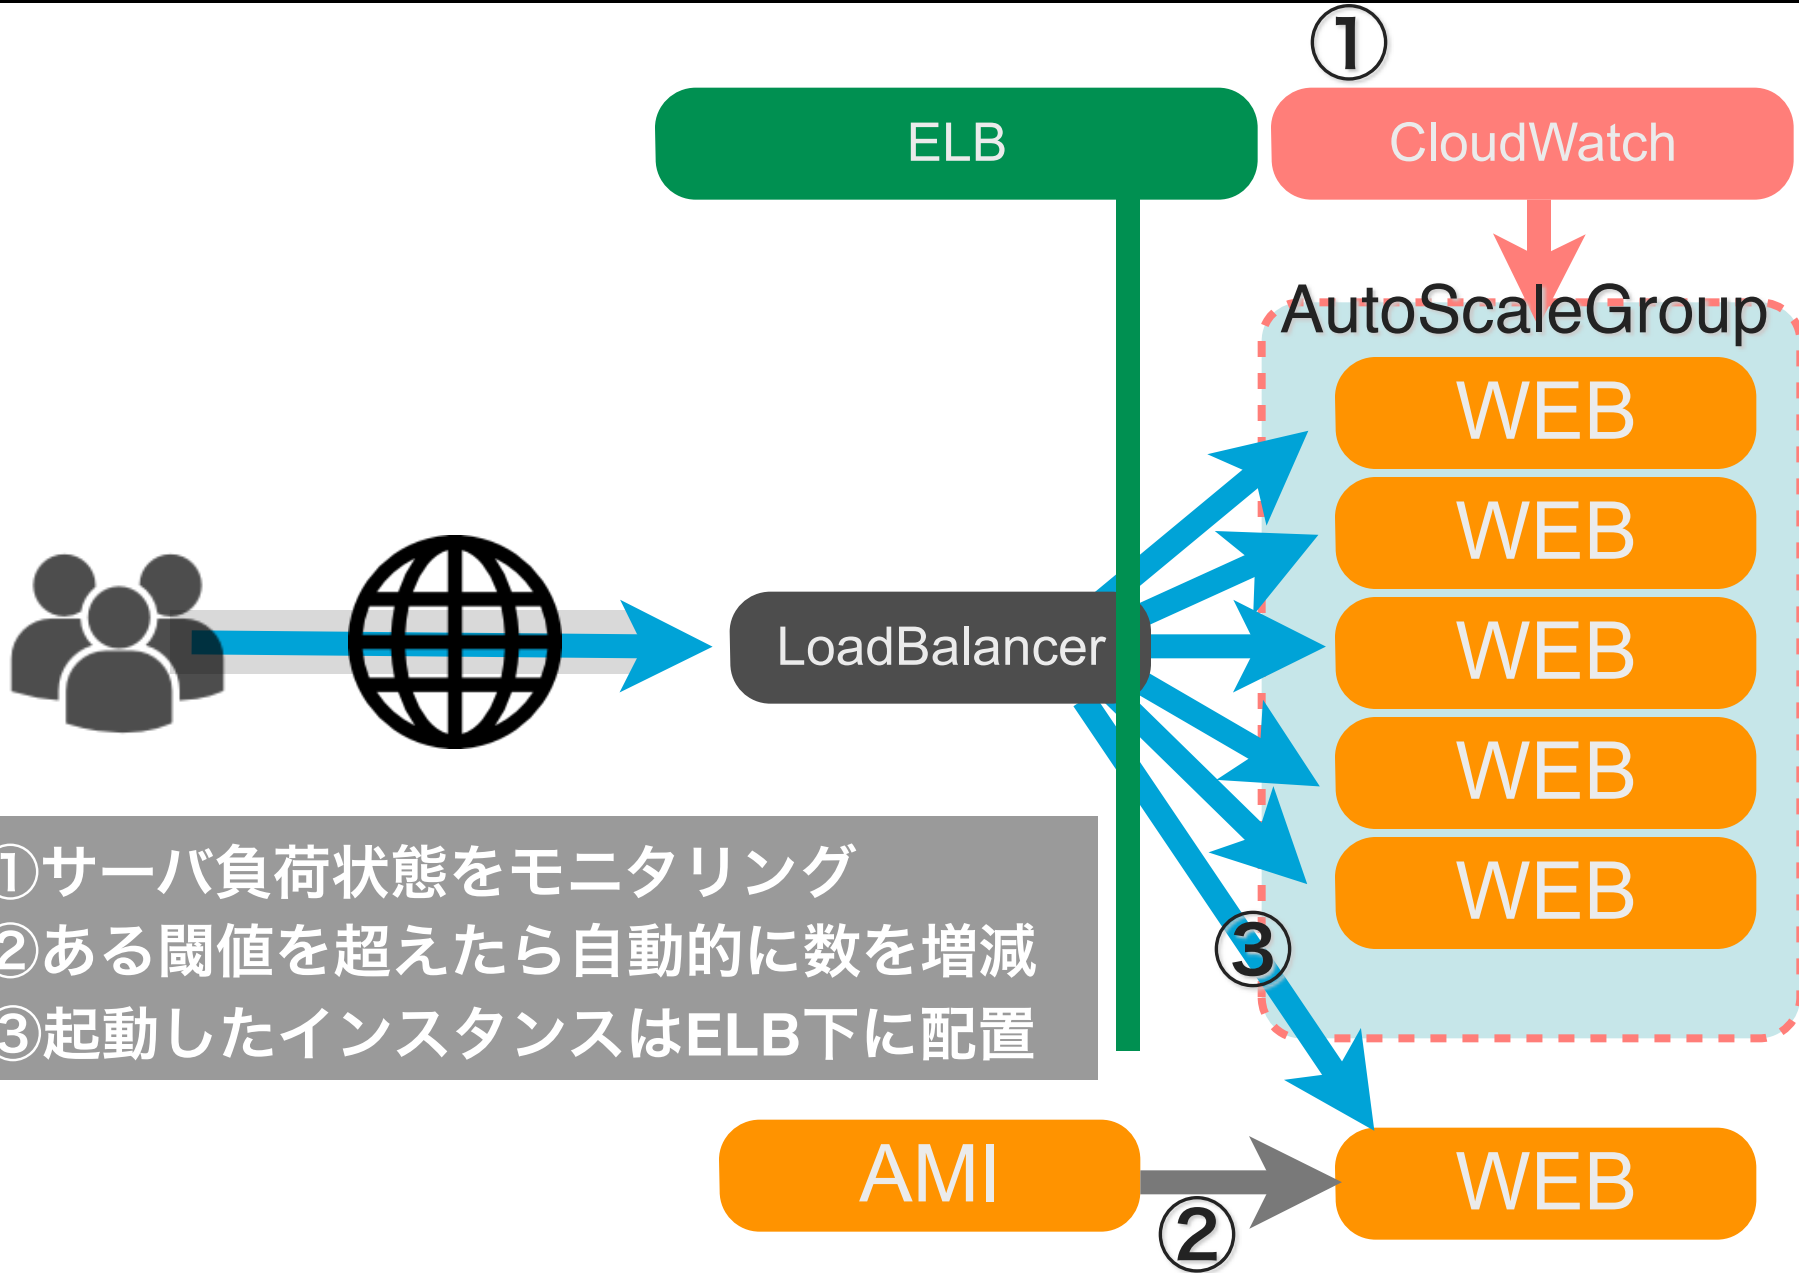 ①
ELB
CloudWatch
AutoScaleGroup
WEB
WEB
WEB
WEB
WEB
LoadBalancer
①サーバ負荷状態をモニタリング
②ある閾値を超えたら自動的に数を増減
③起動したインスタンスはELB下に配置
③
AMI
WEB
②